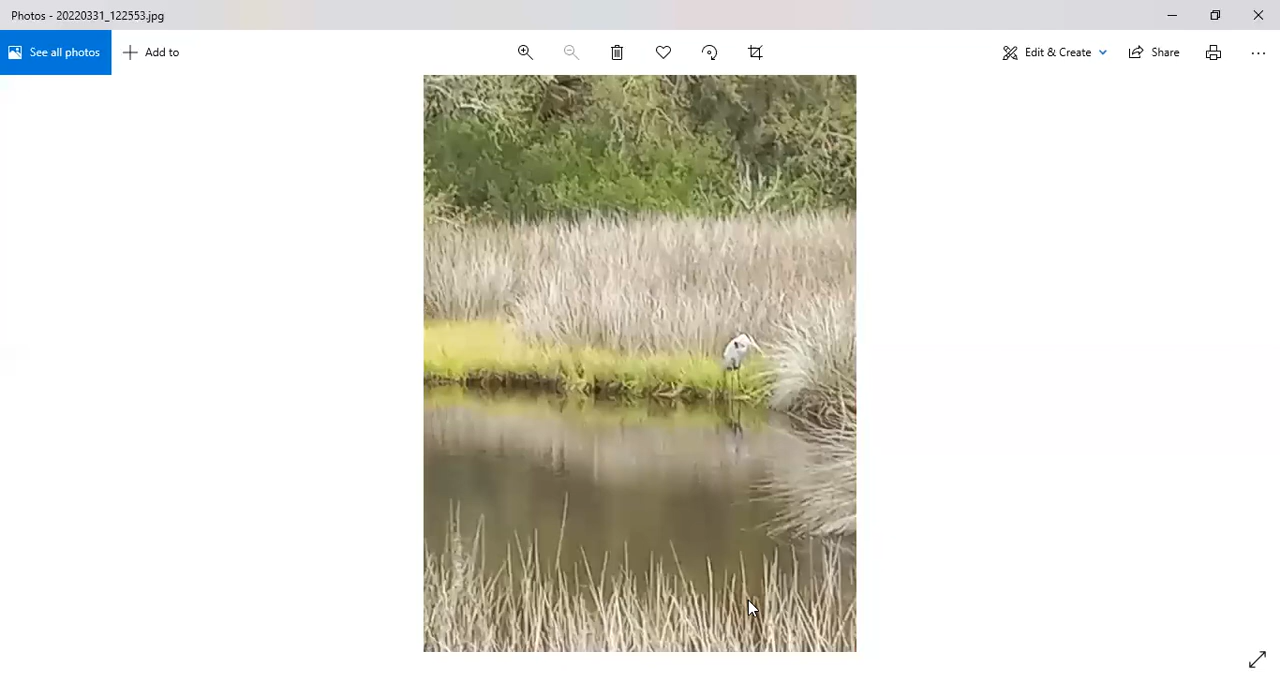 Photos - 20220331_122553.jpg
See all photos
Add to
Edit & Create
Share